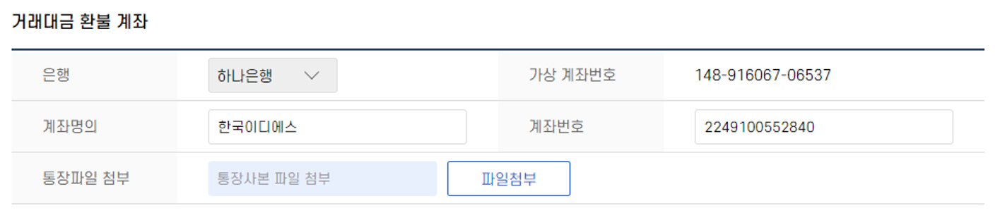 거래대금 환불 계좌
은행 하나은행 가상 계좌번호 148-916067-06537
계좌명의 한국이디에스 계좌번호 2249100552840
통장파일 첨부 통장사본 파일 첨부 파일첨부